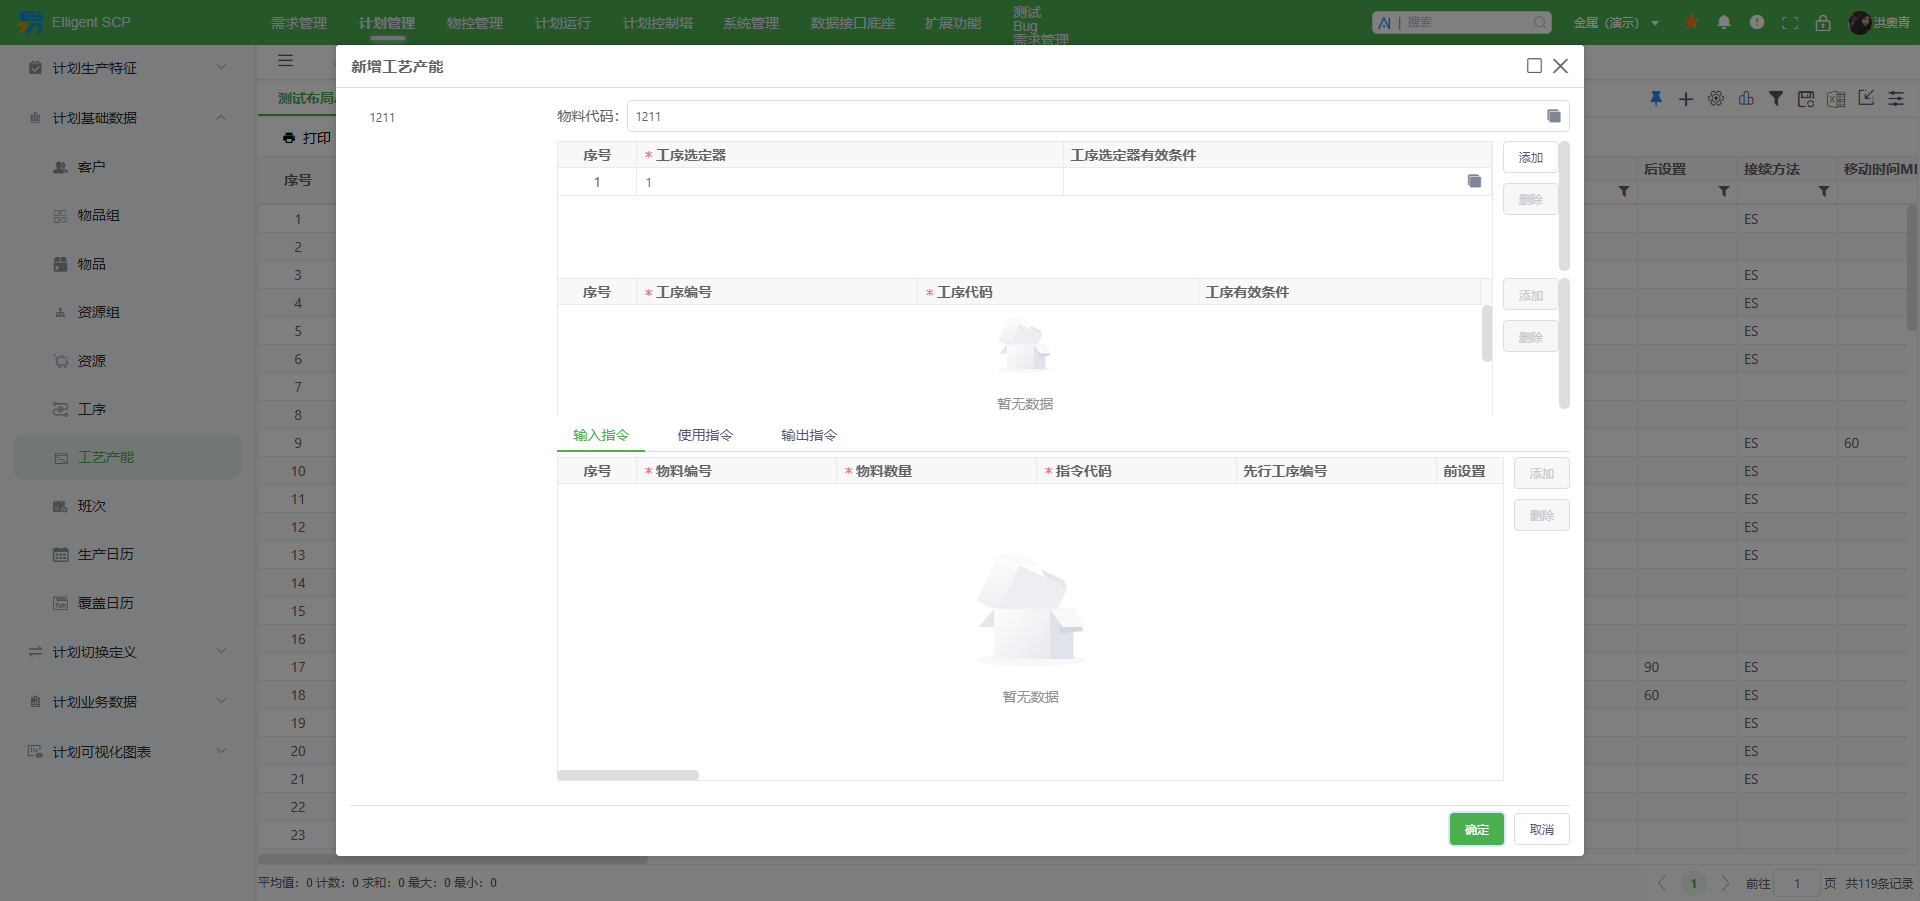 Elligent SCP
需求管理 计划管理 物控管理 计划运行 计划控制塔 系统管理 数据接口底座 扩展功能
测试
Bug
需求管理
AI | 搜索
金属（演示）
洪奥青
计划生产特征
计划基础数据
客户
物品组
物品
资源组
资源
工序
工艺产能
班次
生产日历
覆盖日历
计划切换定义
计划业务数据
计划可视化图表
测试布局
打印
序号
1
2
3
4
5
6
7
8
9
10
11
12
13
14
15
16
17
18
19
20
21
22
23
新增工艺产能
1211
物料代码： 1211
序号 * 工序选定器 工序选定器有效条件
1 1
添加
删除
序号 * 工序编号 * 工序代码 工序有效条件
暂无数据
添加
删除
输入指令 使用指令 输出指令
序号 * 物料编号 * 物料数量 * 指令代码 先行工序编号 前设置
暂无数据
添加
删除
确定 取消
后设置 接续方法 移动时间MI
ES
ES
ES
ES
ES
ES 60
ES
ES
ES
ES
90 ES
60 ES
ES
ES
ES
平均值：0 计数：0 求和：0 最大：0 最小：0
1 前往 1 页 共119条记录